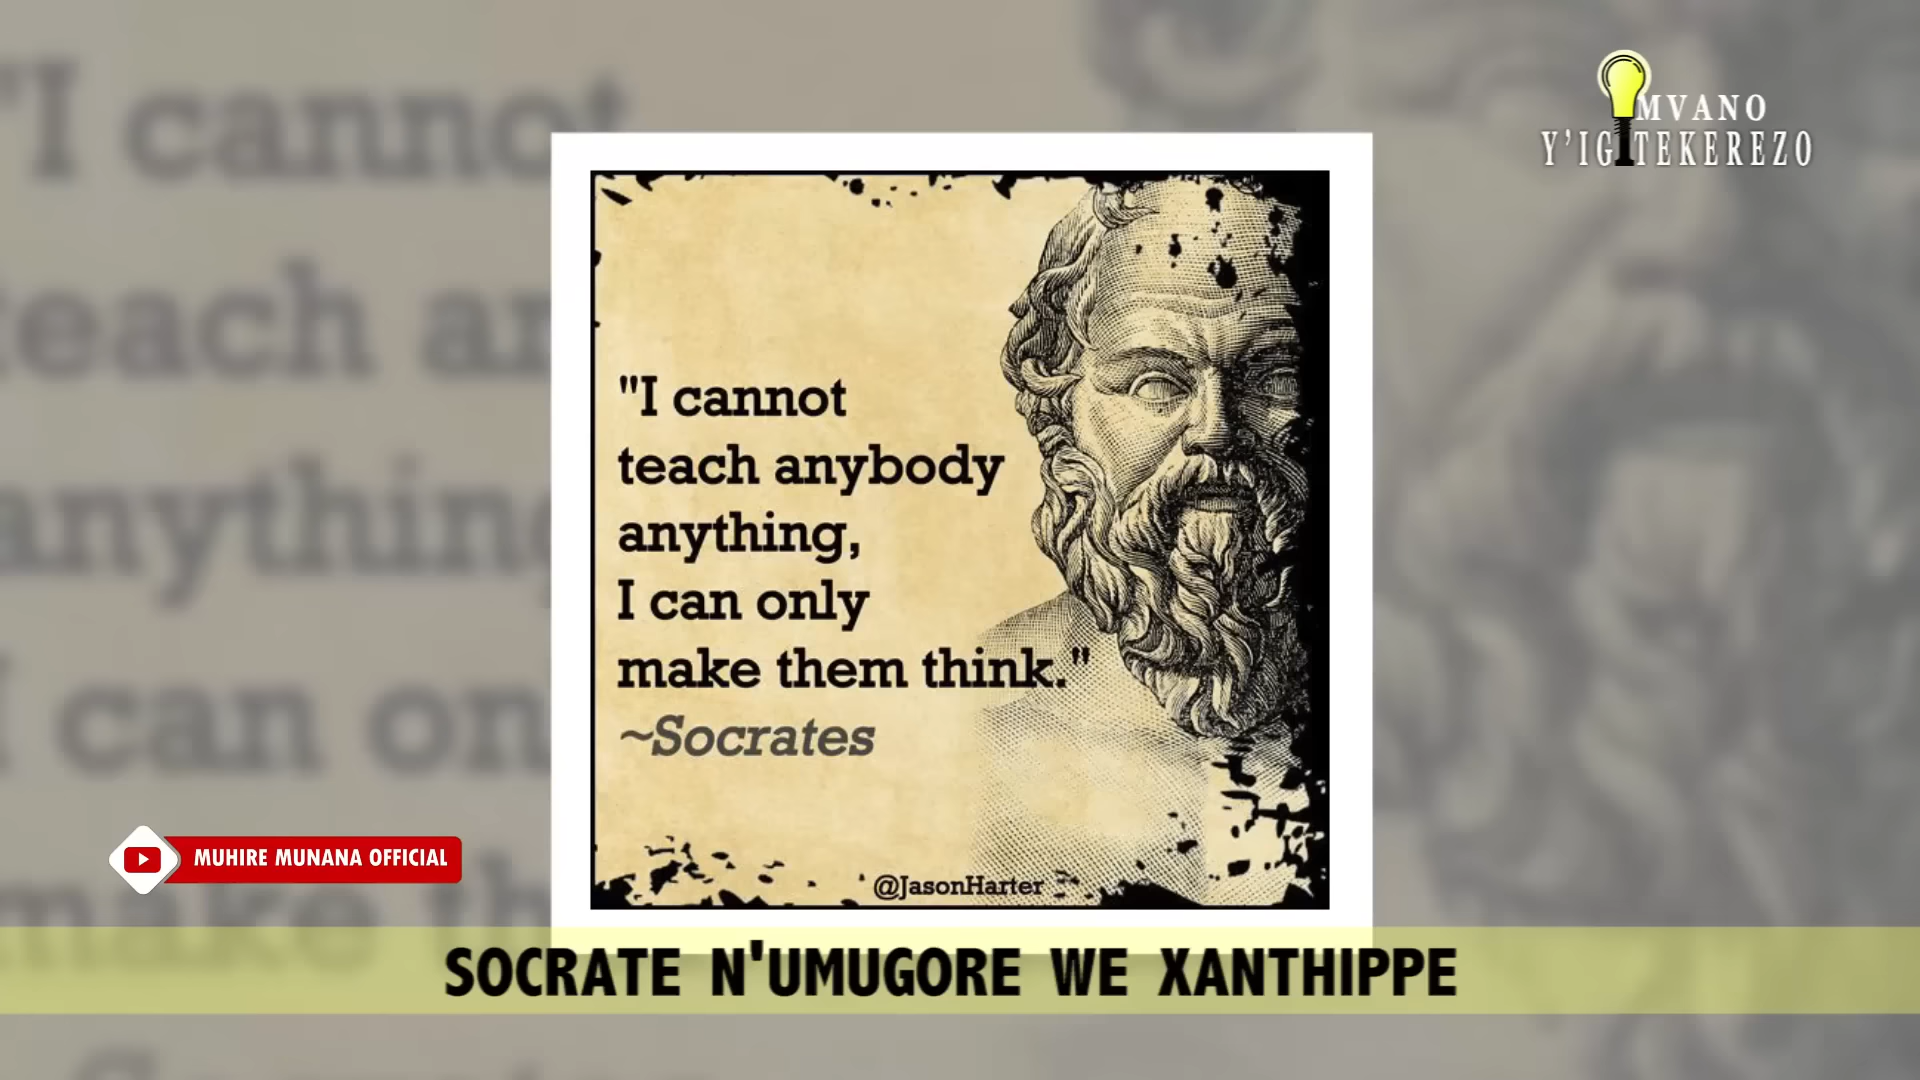 MVANO
Y'IGITEKEREZO
"I cannot
teach anybody
anything,
I can only
make them think."
~Socrates
@JasonHarter
MUHIRE MUNANA OFFICIAL
SOCRATE N'UMUGORE WE XANTHIPPE